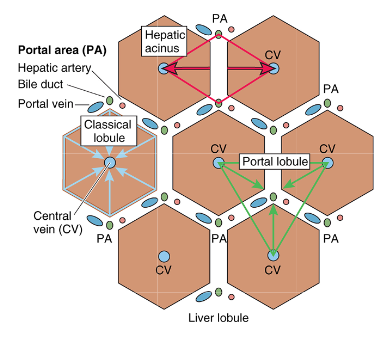 PA
Hepatic
acinus
Portal area (PA)
Hepatic artery
Bile duct
Portal vein
CV
CV
PA
Classical
lobule
CV
Portal lobule
CV
Central
vein (CV)
PA
PA
PA
CV
CV
Liver lobule